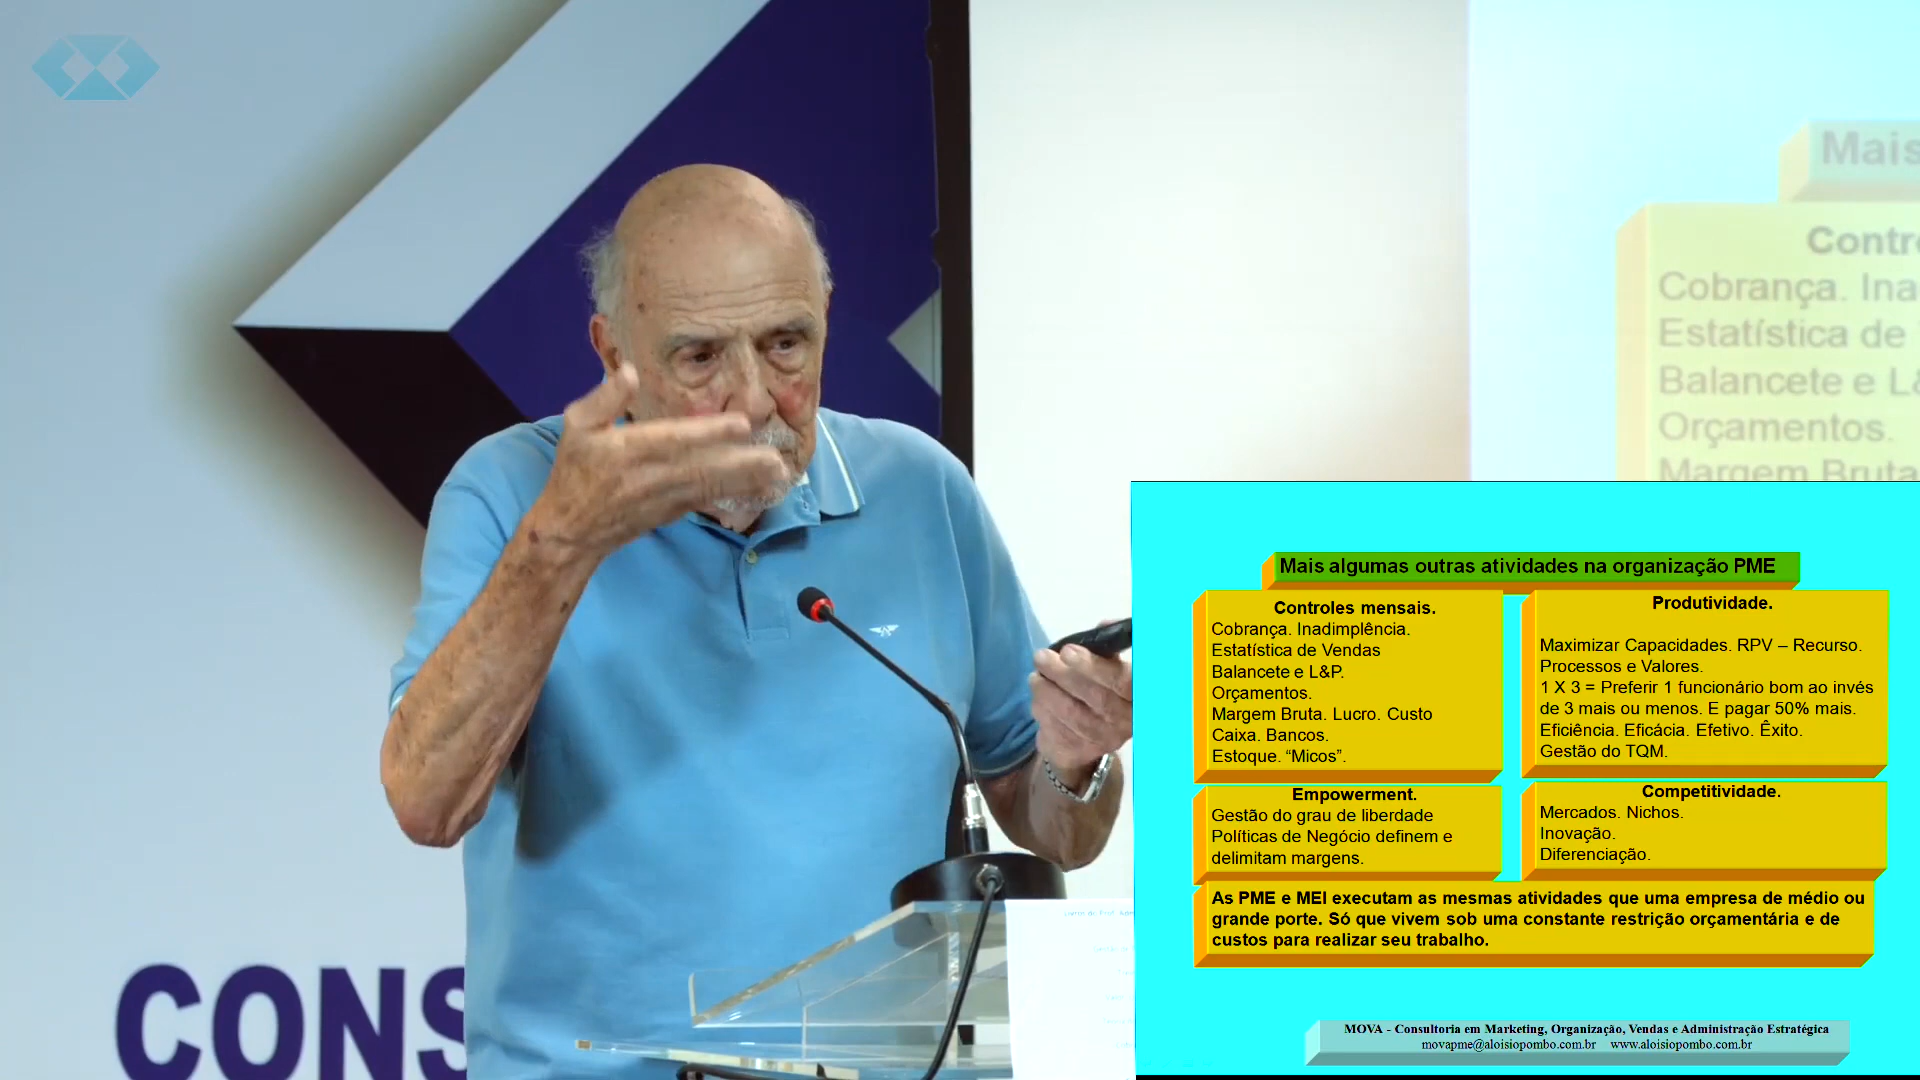 Mais
Contr
Cobrança. Ina
Estatística de
Balancete e L&
Orçamentos.
Margem Bruta
CONS
Mais algumas outras atividades na organização PME
Controles mensais.
Cobrança. Inadimplência.
Estatística de Vendas
Balancete e L&P.
Orçamentos.
Margem Bruta. Lucro. Custo
Caixa. Bancos.
Estoque. “Micos”.
Produtividade.
Maximizar Capacidades. RPV – Recurso.
Processos e Valores.
1 X 3 = Preferir 1 funcionário bom ao invés
de 3 mais ou menos. E pagar 50% mais.
Eficiência. Eficácia. Efetivo. Êxito.
Gestão do TQM.
Empowerment.
Gestão do grau de liberdade
Políticas de Negócio definem e
delimitam margens.
Competitividade.
Mercados. Nichos.
Inovação.
Diferenciação.
As PME e MEI executam as mesmas atividades que uma empresa de médio ou
grande porte. Só que vivem sob uma constante restrição orçamentária e de
custos para realizar seu trabalho.
MOVA - Consultoria em Marketing, Organização, Vendas e Administração Estratégica
movapme@aloisiopombo.com.br www.aloisiopombo.com.br